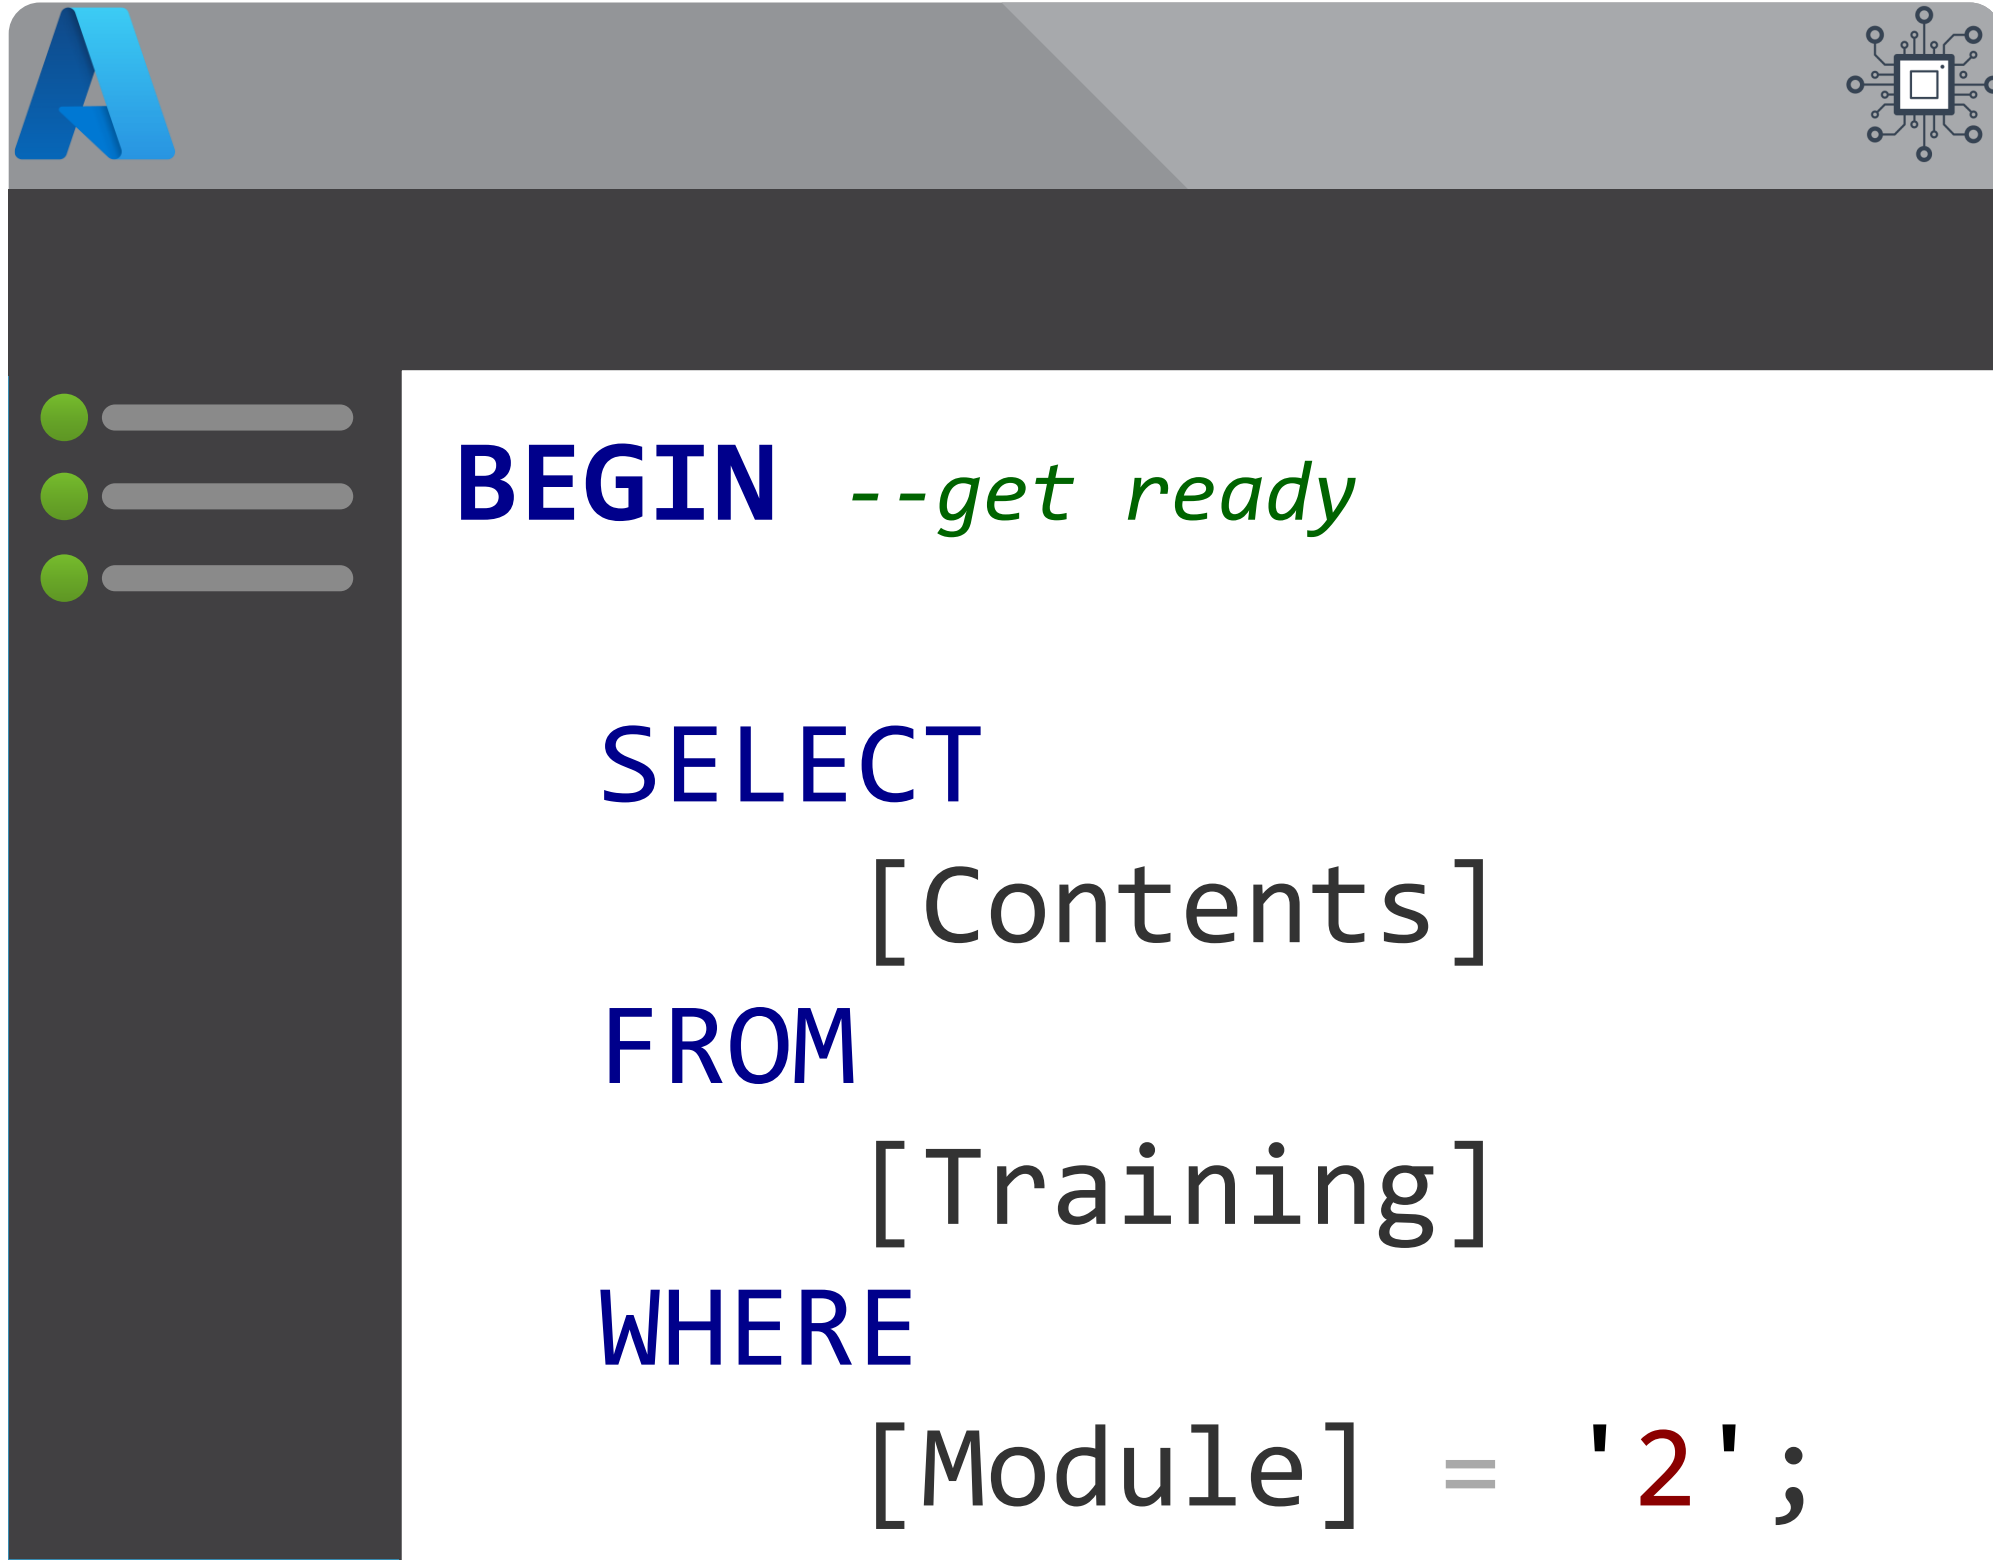 BEGIN --get ready
SELECT
[Contents]
FROM
[Training]
WHERE
[Module] = '2';